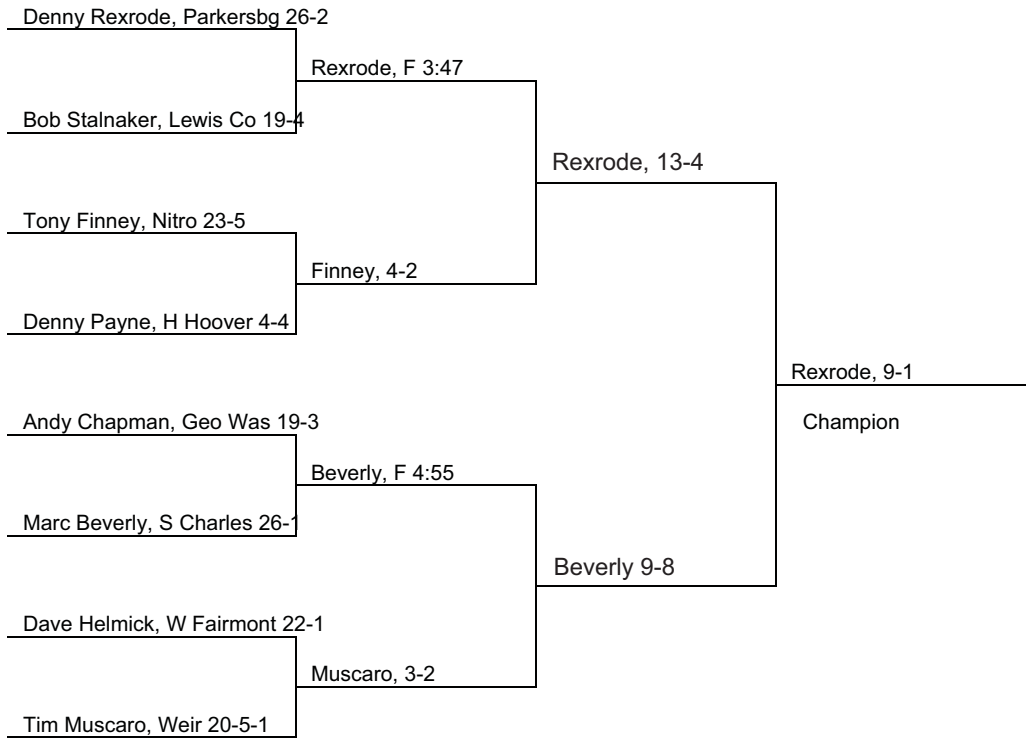 Denny Rexrode, Parkersbg 26-2
Rexrode, F 3:47
Bob Stalnaker, Lewis Co 19-4
Rexrode, 13-4
Tony Finney, Nitro 23-5
Finney, 4-2
Denny Payne, H Hoover 4-4
Rexrode, 9-1
Andy Chapman, Geo Was 19-3
Champion
Beverly, F 4:55
Marc Beverly, S Charles 26-1
Beverly 9-8
Dave Helmick, W Fairmont 22-1
Muscaro, 3-2
Tim Muscaro, Weir 20-5-1